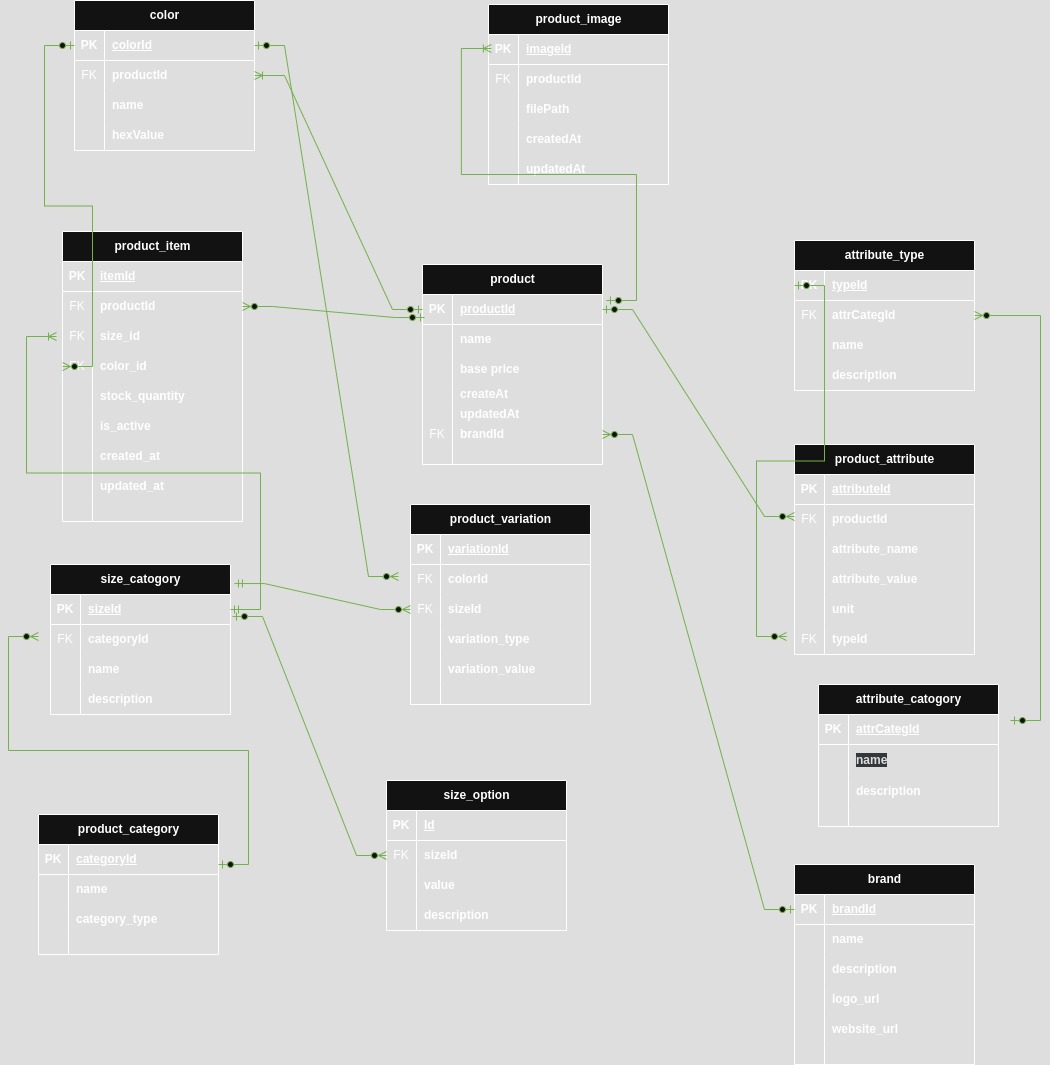 color
PK colorId
FK productId
name
hexValue
product_image
PK imageId
FK productId
filePath
createdAt
updatedAt
product_item
PK itemId
FK productId
FK size_id
color_id
stock_quantity
is_active
created_at
updated_at
product
PK productId
name
base price
createAt
updatedAt
FK brandId
attribute_type
typeId
FK attrCategId
name
description
product_attribute
PK attributeId
FK productId
attribute_name
attribute_value
unit
FK typeId
product_variation
PK variationId
FK colorId
FK sizeId
variation_type
variation_value
size_catogory
PK sizeId
FK categoryId
name
description
attribute_catogory
PK attrCategId
name
description
product_category
PK categoryId
name
category_type
size_option
PK Id
FK sizeId
value
description
brand
PK brandId
name
description
logo_url
website_url